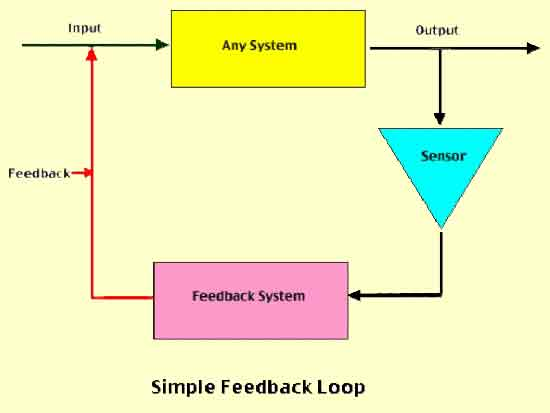 Input
Any System
Output
Sensor
Feedback
Feedback System
Simple Feedback Loop